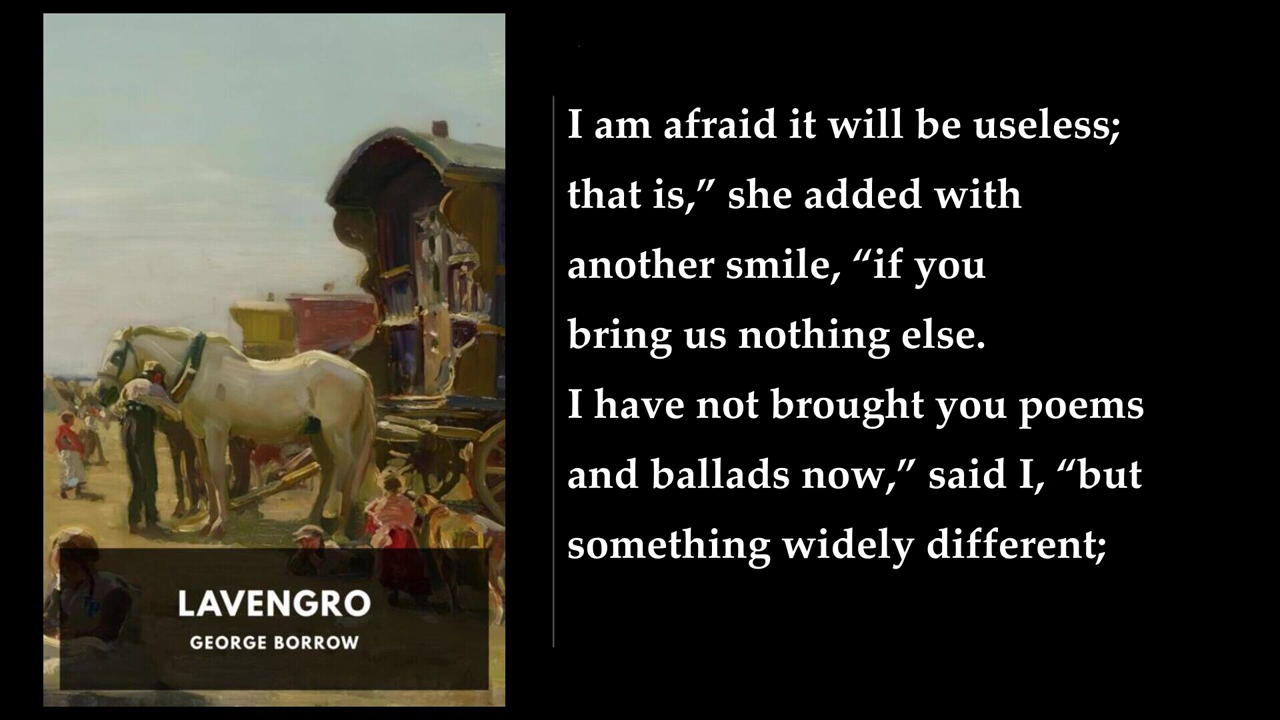 LAVENGRO
GEORGE BORROW
I am afraid it will be useless;
that is,” she added with
another smile, “if you
bring us nothing else.
I have not brought you poems
and ballads now,” said I, “but
something widely different;